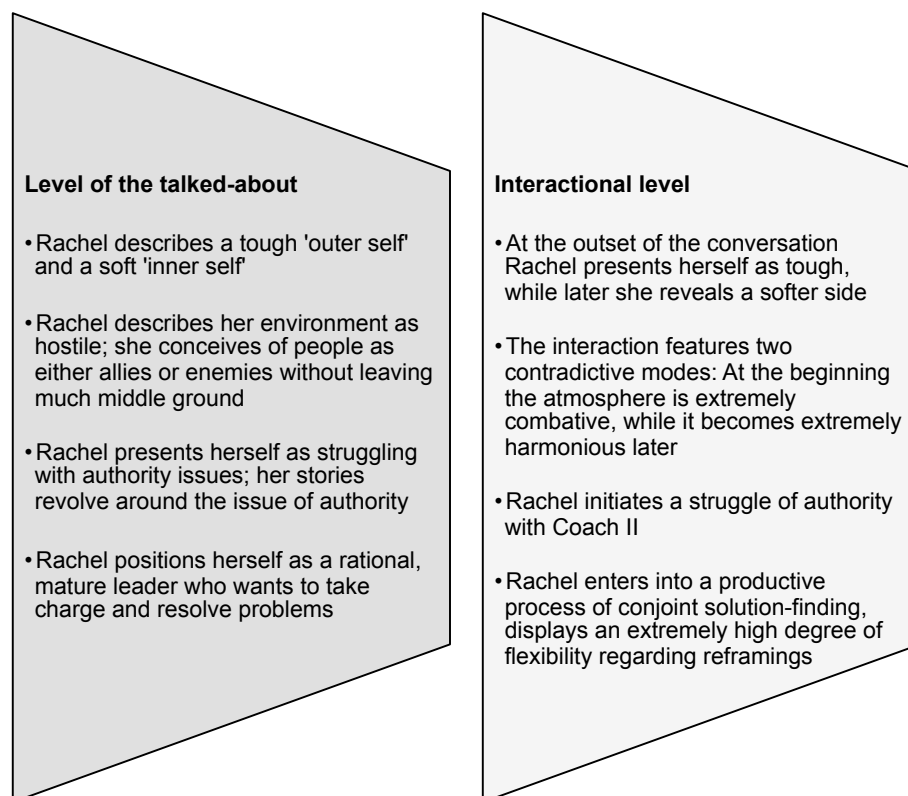 Level of the talked-about
•Rachel describes a tough 'outer self'
and a soft 'inner self'
•Rachel describes her environment as
hostile; she conceives of people as
either allies or enemies without leaving
much middle ground
•Rachel presents herself as struggling
with authority issues; her stories
revolve around the issue of authority
•Rachel positions herself as a rational,
mature leader who wants to take
charge and resolve problems
Interactional level
•At the outset of the conversation
Rachel presents herself as tough,
while later she reveals a softer side
•The interaction features two
contradictive modes: At the beginning
the atmosphere is extremely
combative, while it becomes extremely
harmonious later
•Rachel initiates a struggle of authority
with Coach II
•Rachel enters into a productive
process of conjoint solution-finding,
displays an extremely high degree of
flexibility regarding reframings